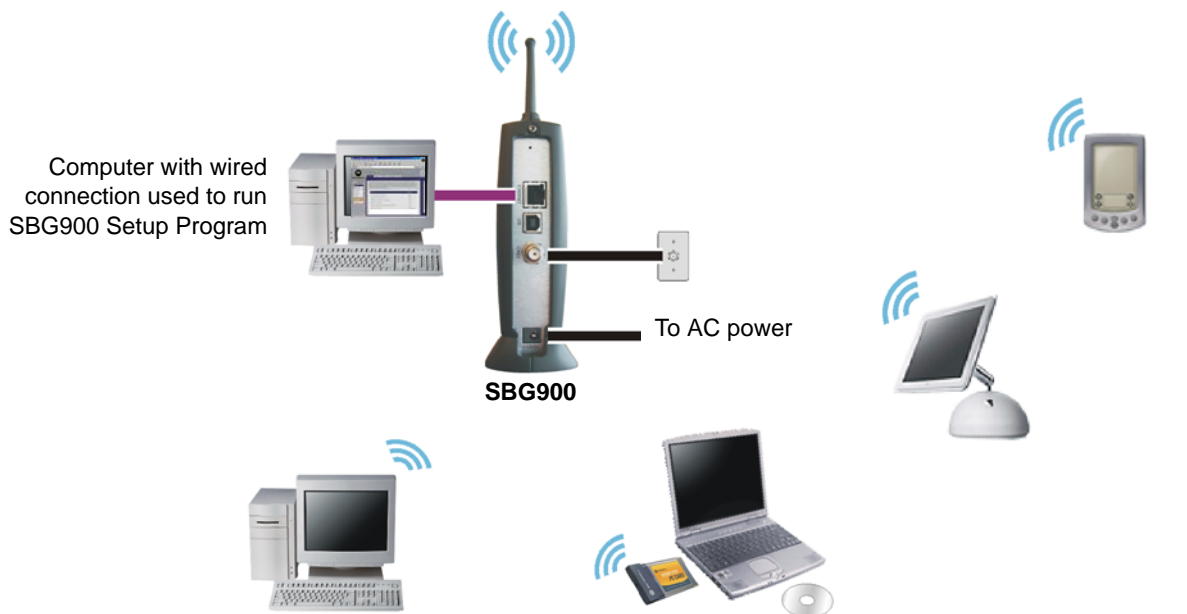 Computer with wired
connection used to run
SBG900 Setup Program
To AC power
SBG900